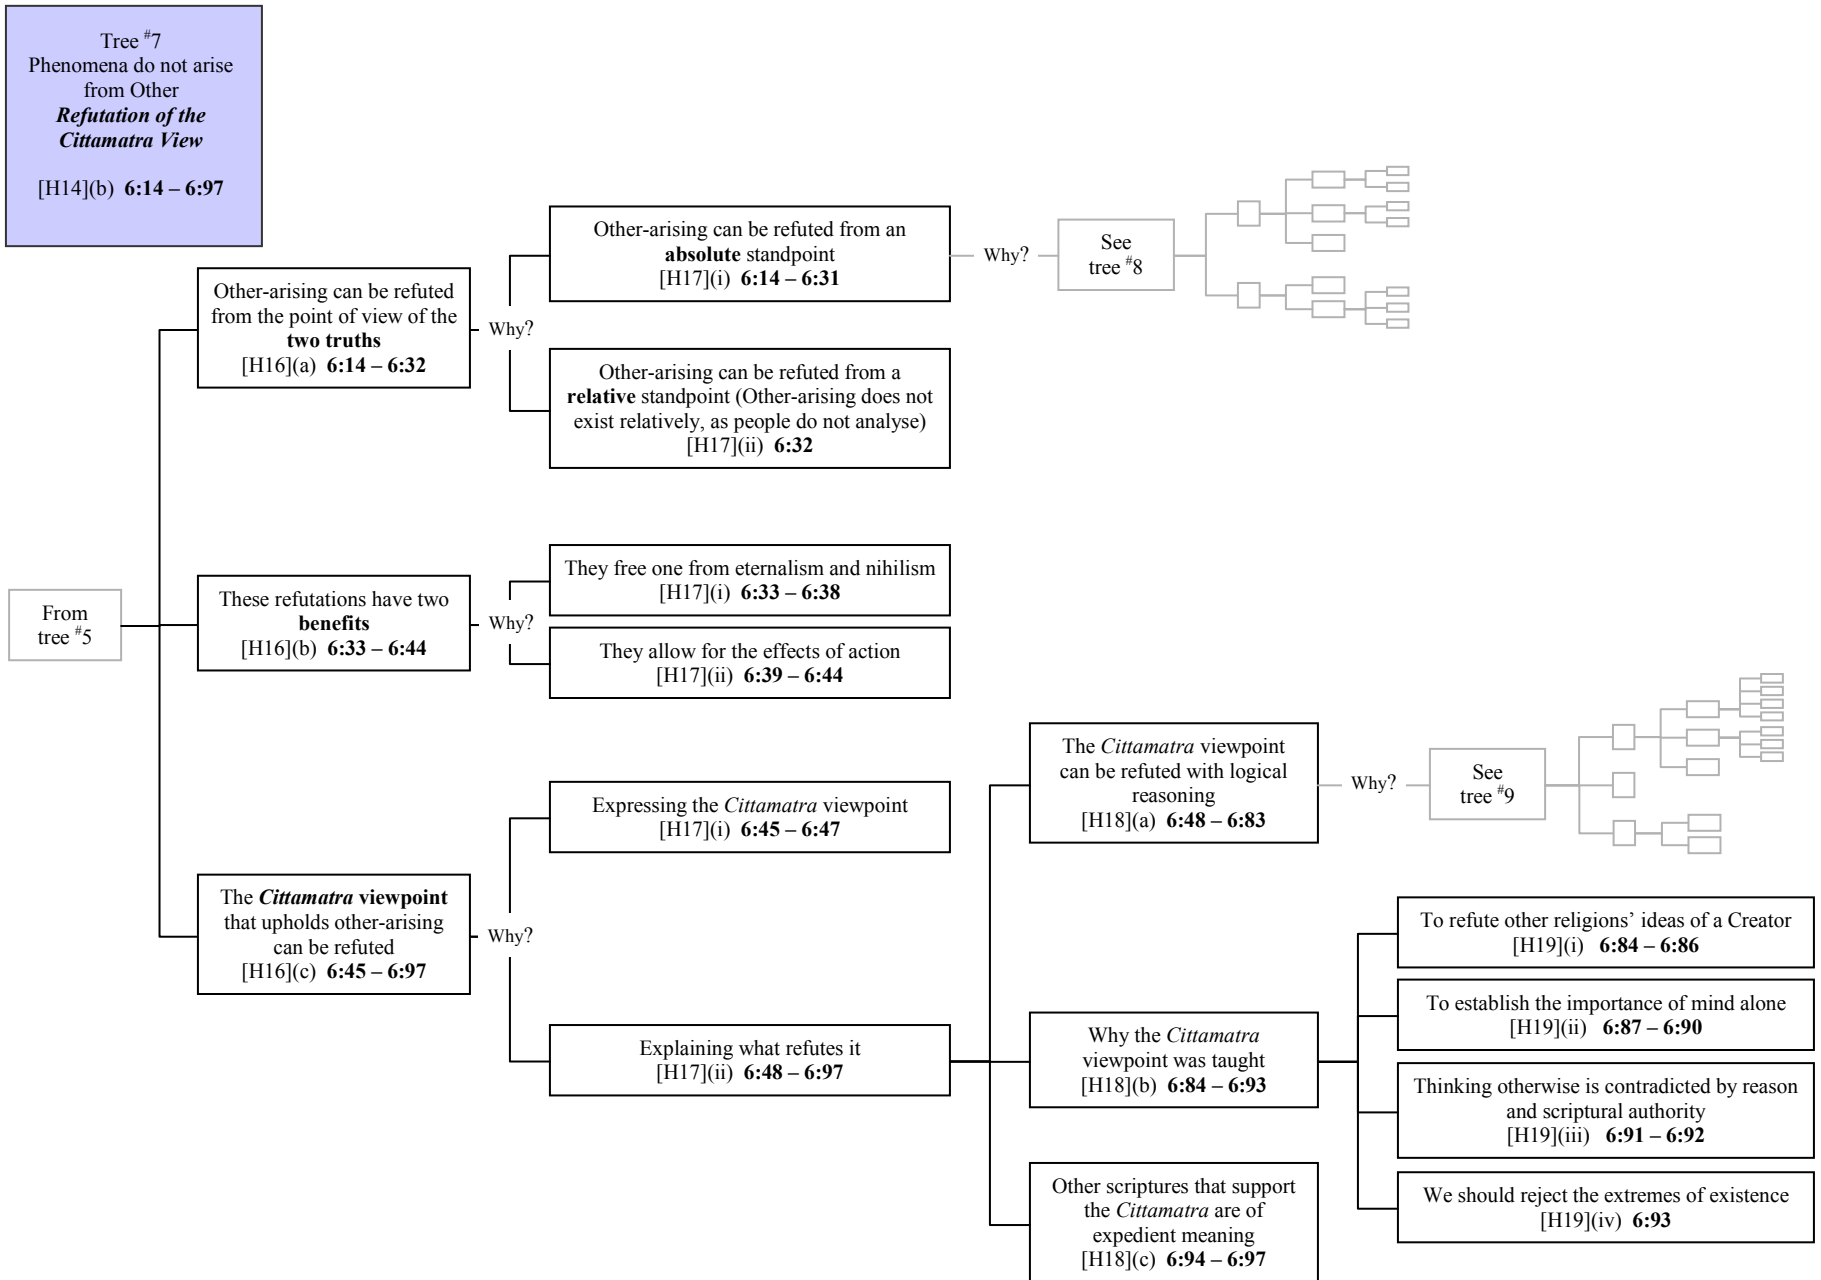 Tree #7
Phenomena do not arise
from Other
Refutation of the
Cittamatra View
[H14](b) 6:14 – 6:97
From
tree #5
Other-arising can be refuted
from the point of view of the
two truths
[H16](a) 6:14 – 6:32
Why?
Other-arising can be refuted from an
absolute standpoint
[H17](i) 6:14 – 6:31
Why?
See
tree #8
Other-arising can be refuted from a
relative standpoint (Other-arising does not
exist relatively, as people do not analyse)
[H17](ii) 6:32
These refutations have two
benefits
[H16](b) 6:33 – 6:44
Why?
They free one from eternalism and nihilism
[H17](i) 6:33 – 6:38
They allow for the effects of action
[H17](ii) 6:39 – 6:44
The Cittamatra viewpoint
that upholds other-arising
can be refuted
[H16](c) 6:45 – 6:97
Why?
Expressing the Cittamatra viewpoint
[H17](i) 6:45 – 6:47
Explaining what refutes it
[H17](ii) 6:48 – 6:97
The Cittamatra viewpoint
can be refuted with logical
reasoning
[H18](a) 6:48 – 6:83
Why?
See
tree #9
Why the Cittamatra
viewpoint was taught
[H18](b) 6:84 – 6:93
To refute other religions’ ideas of a Creator
[H19](i) 6:84 – 6:86
To establish the importance of mind alone
[H19](ii) 6:87 – 6:90
Thinking otherwise is contradicted by reason
and scriptural authority
[H19](iii) 6:91 – 6:92
We should reject the extremes of existence
[H19](iv) 6:93
Other scriptures that support
the Cittamatra are of
expedient meaning
[H18](c) 6:94 – 6:97